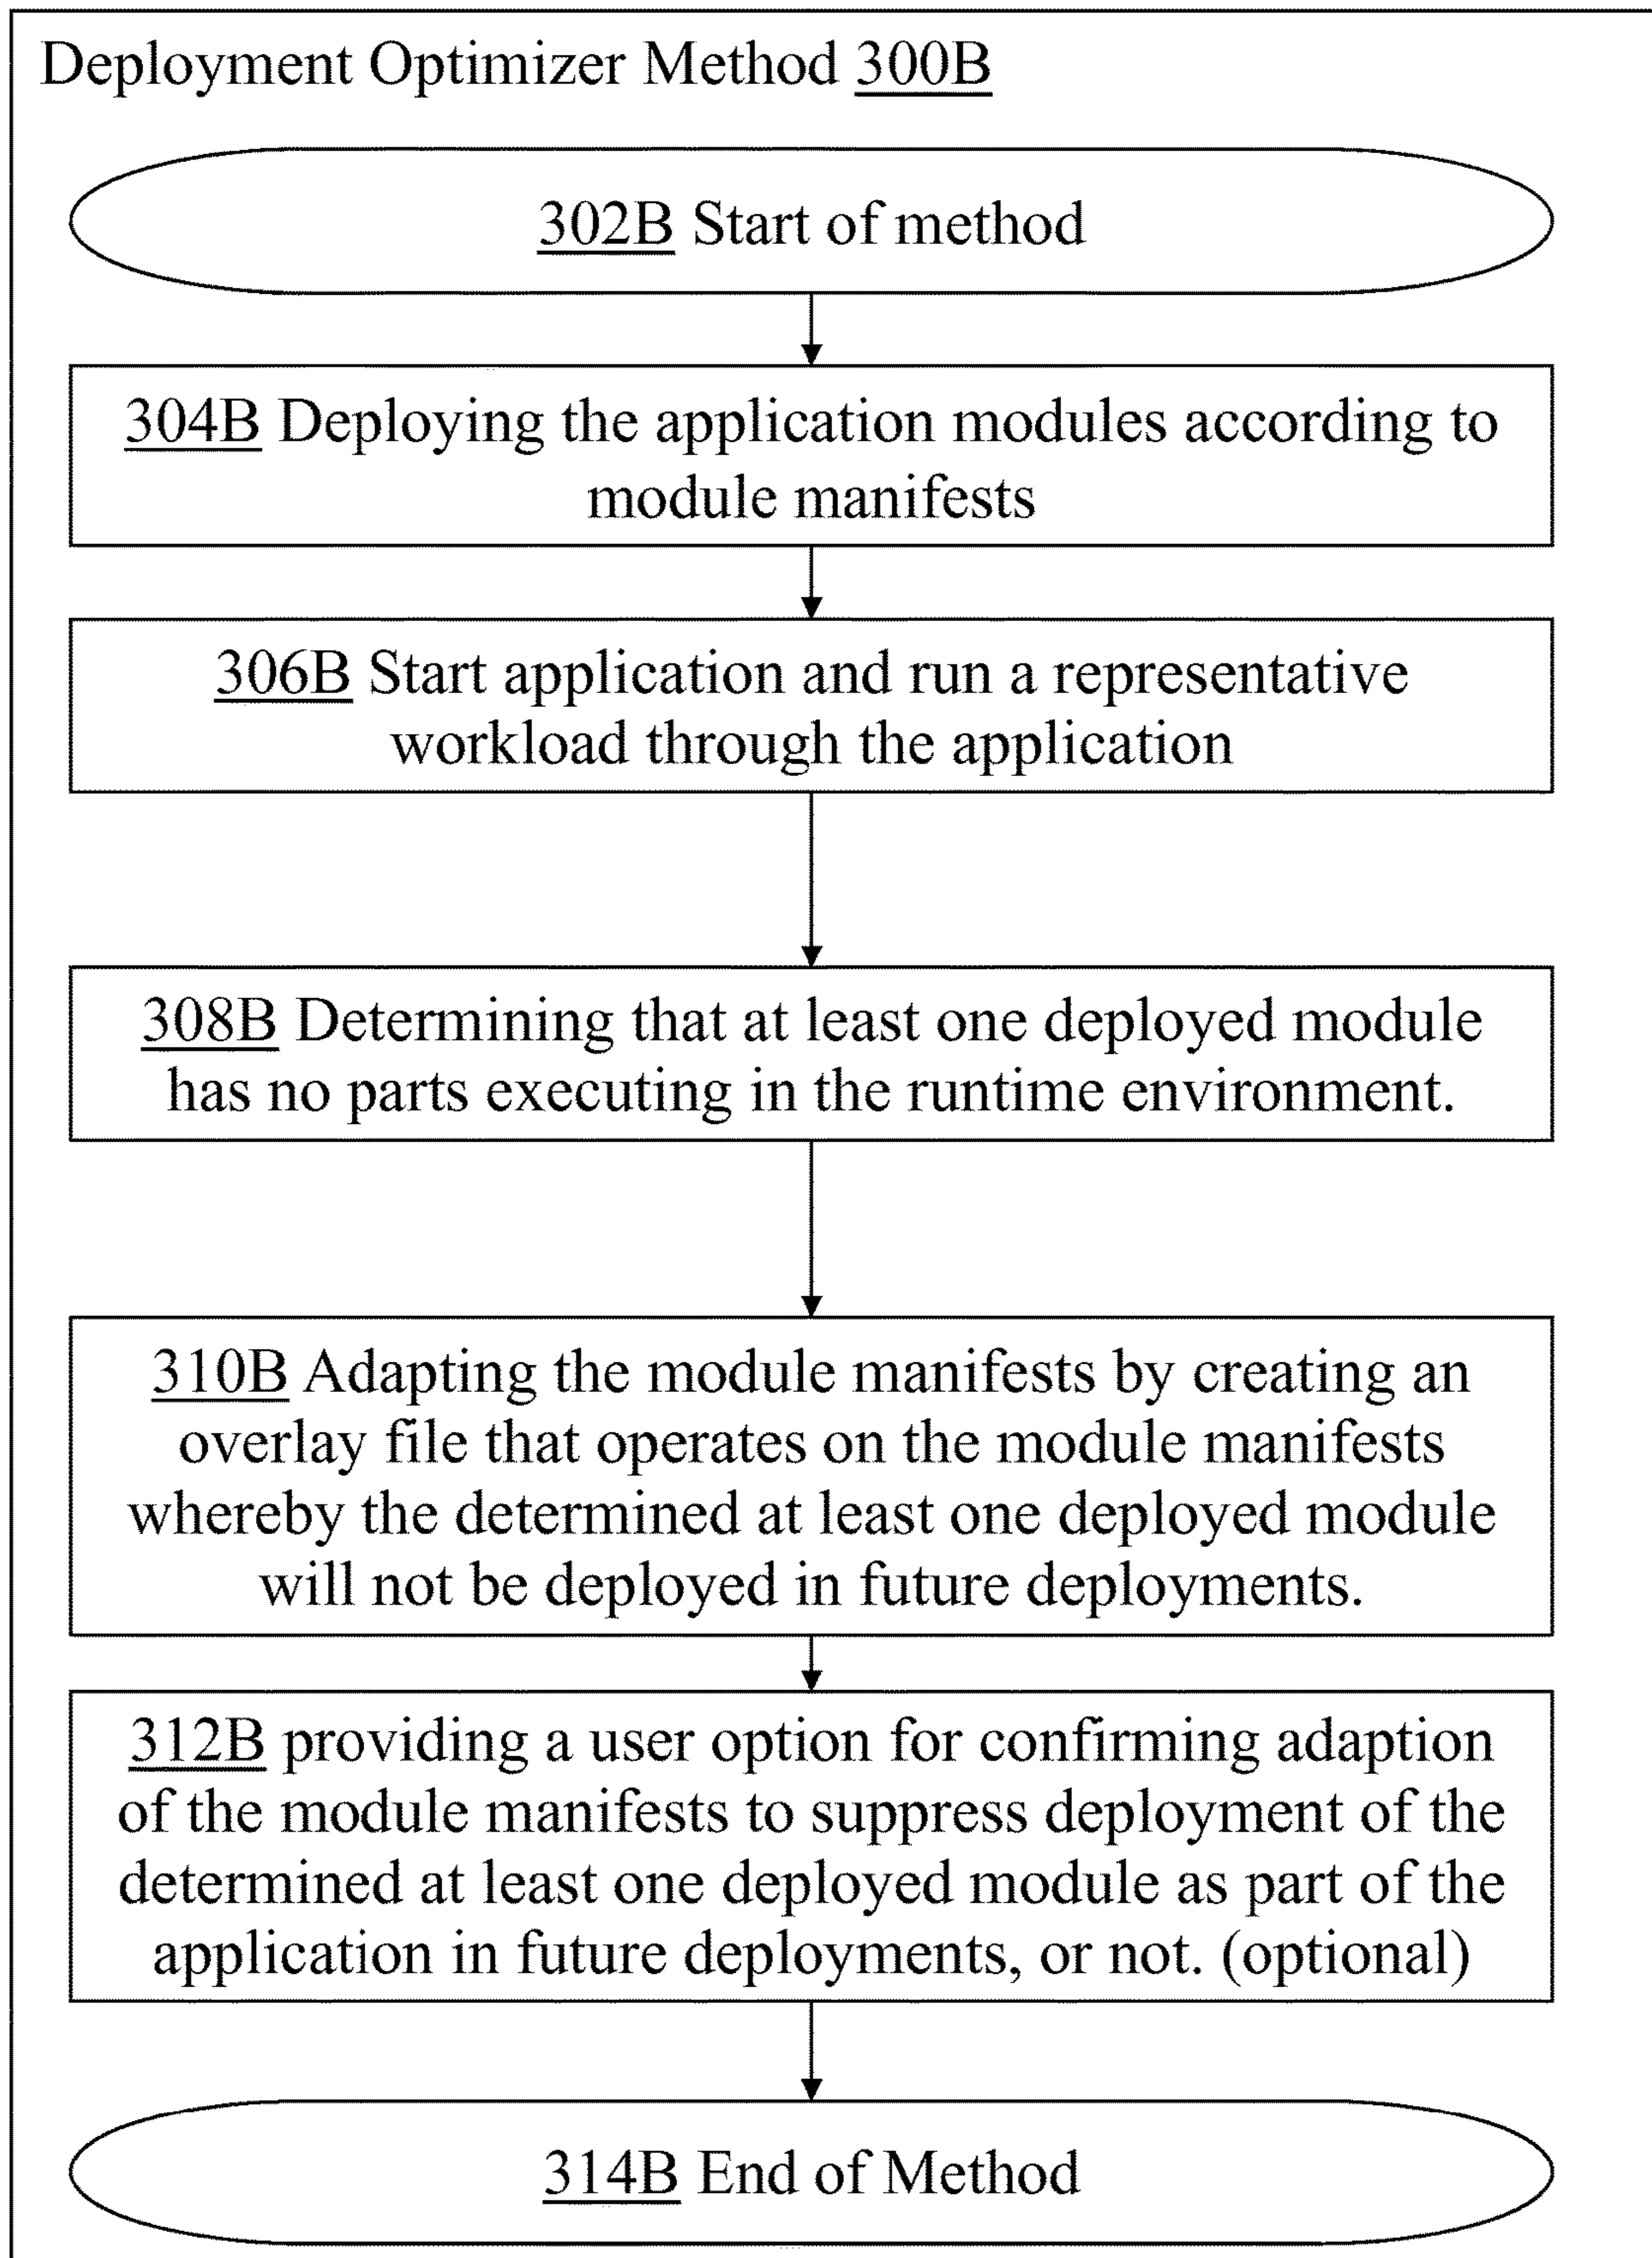 Deployment Optimizer Method 300B
302B Start of method
304B Deploying the application modules according to
module manifests
306B Start application and run a representative
workload through the application
308B Determining that at least one deployed module
has no parts executing in the runtime environment.
310B Adapting the module manifests by creating an
overlay file that operates on the module manifests
whereby the determined at least one deployed module
will not be deployed in future deployments.
312B providing a user option for confirming adaption
of the module manifests to suppress deployment of the
determined at least one deployed module as part of the
application in future deployments, or not. (optional)
314B End of Method